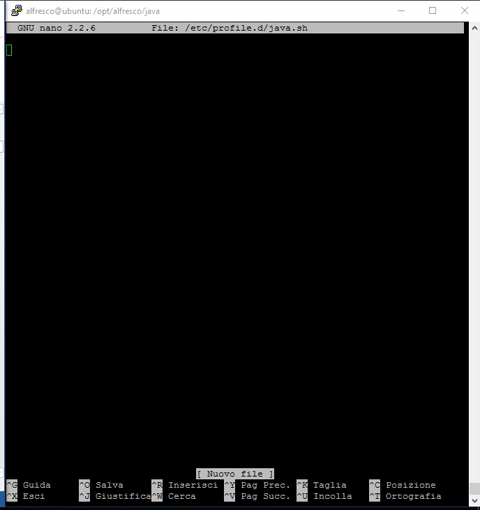 alfresco@ubuntu: /opt/alfresco/java
GNU nano 2.2.6 File: /etc/profile.d/java.sh
[ Nuovo file ]
^G Guida ^O Salva ^R Inserisci ^Y Pag Prec. ^K Taglia ^C Posizione
^X Esci ^J Giustifica ^W Cerca ^V Pag Succ. ^U Incolla ^T Ortografia